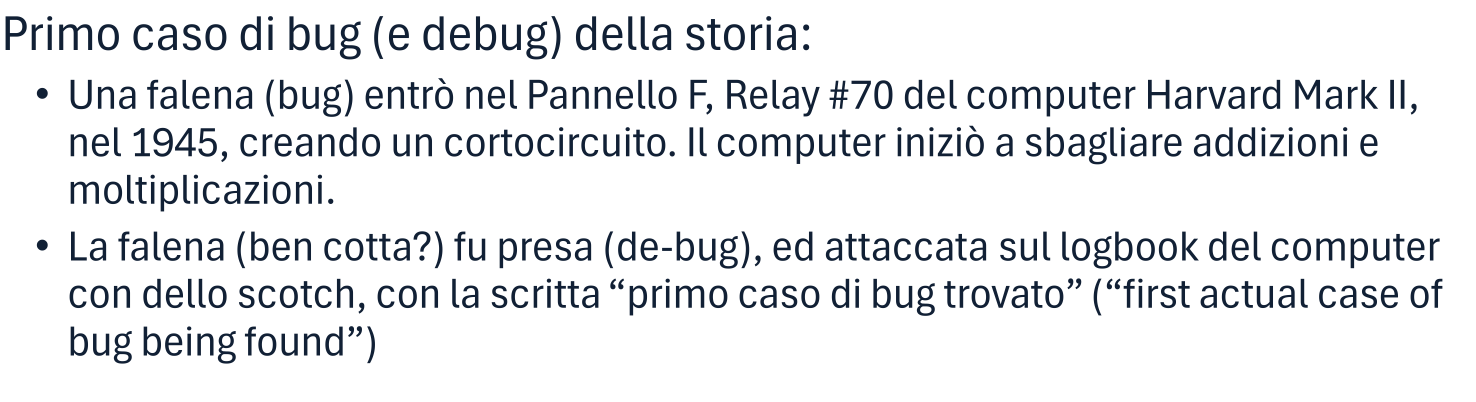 Primo caso di bug (e debug) della storia:
• Una falena (bug) entrò nel Pannello F, Relay #70 del computer Harvard Mark II,
nel 1945, creando un cortocircuito. Il computer iniziò a sbagliare addizioni e
moltiplicazioni.
• La falena (ben cotta?) fu presa (de-bug), ed attaccata sul logbook del computer
con dello scotch, con la scritta “primo caso di bug trovato” (“first actual case of
bug being found”)